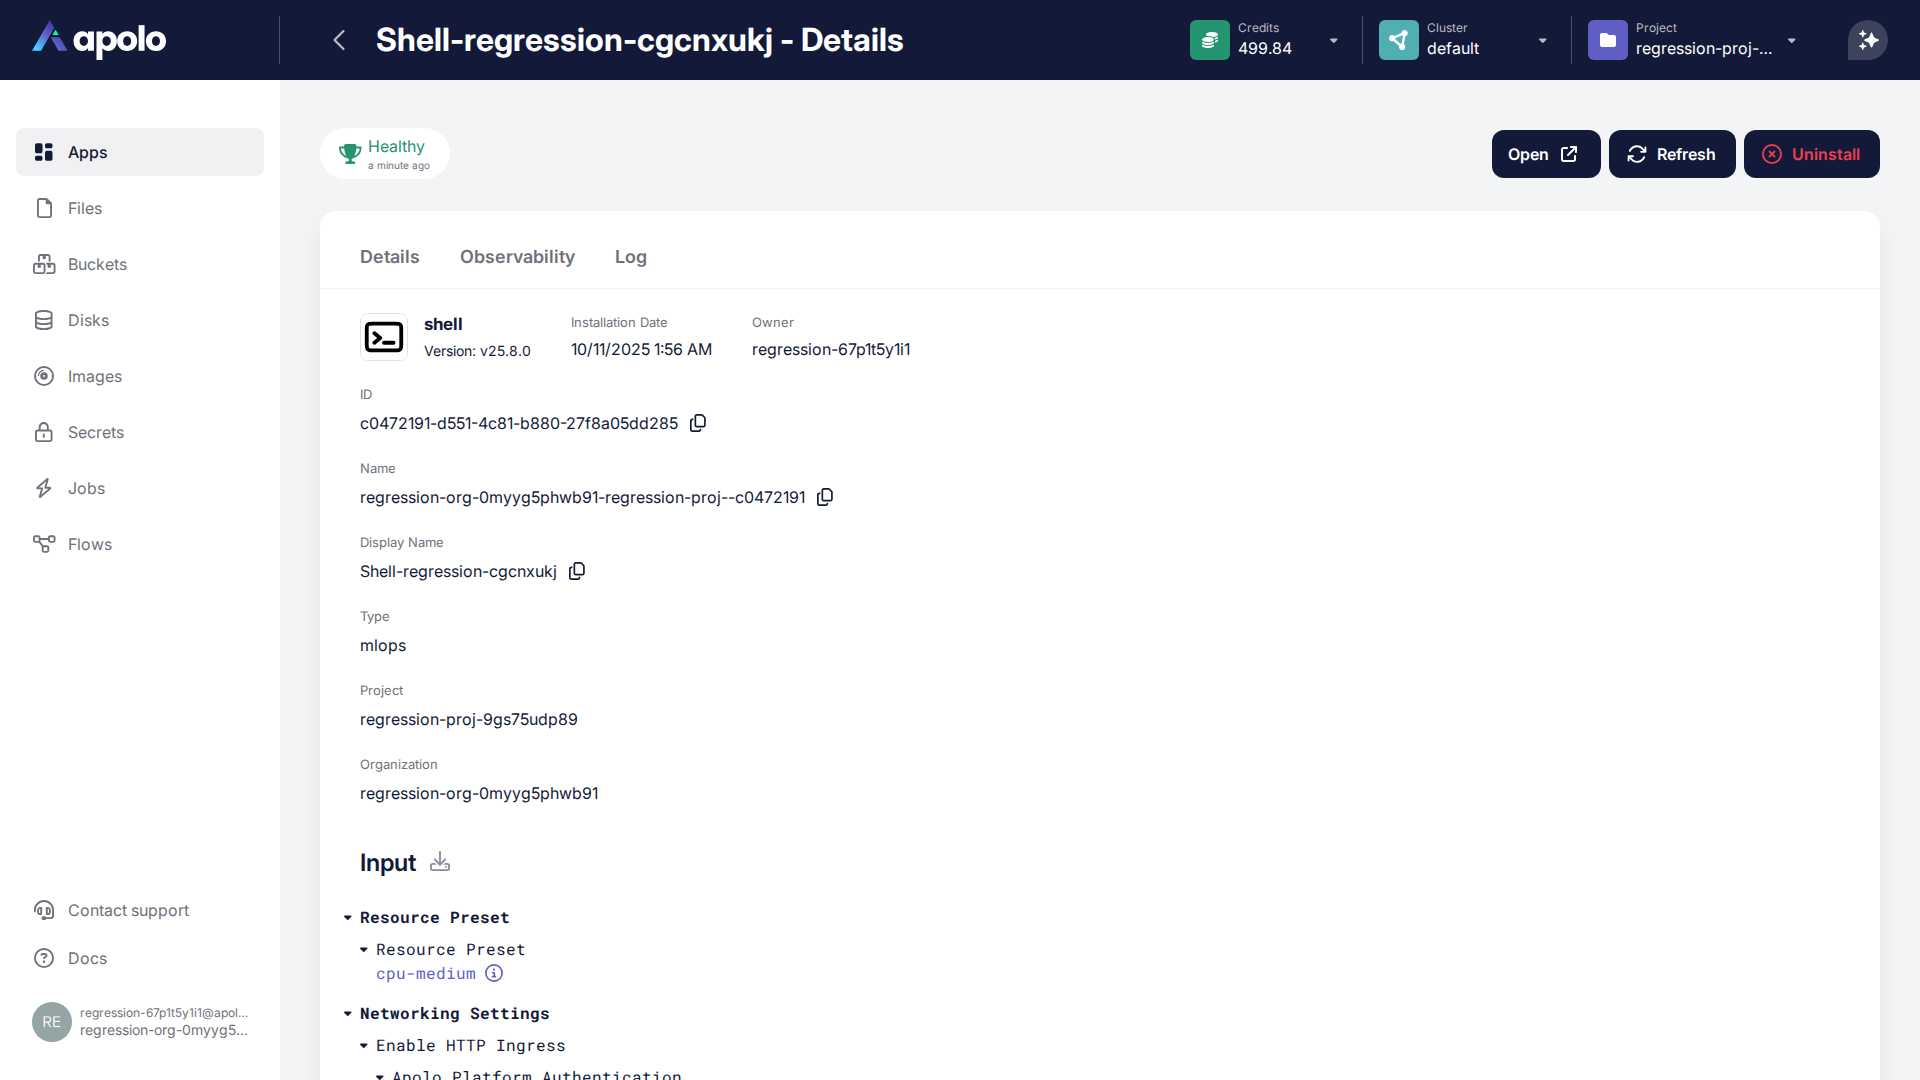 apolo
Shell-regression-cgcnxukj - Details
Credits
499.84
Cluster
default
Project
regression-proj-...
Apps
Files
Buckets
Disks
Images
Secrets
Jobs
Flows
Contact support
Docs
RE
regression-67p1t5y1i1@apol...
regression-org-0myyg5...
Healthy
a minute ago
Open
Refresh
Uninstall
Details
Observability
Log
shell
Version: v25.8.0
Installation Date
10/11/2025 1:56 AM
Owner
regression-67p1t5y1i1
ID
c0472191-d551-4c81-b880-27f8a05dd285
Name
regression-org-0myyg5phwb91-regression-proj--c0472191
Display Name
Shell-regression-cgcnxukj
Type
mlops
Project
regression-proj-9gs75udp89
Organization
regression-org-0myyg5phwb91
Input
Resource Preset
Resource Preset
cpu-medium
Networking Settings
Enable HTTP Ingress
Apolo Platform Authentication